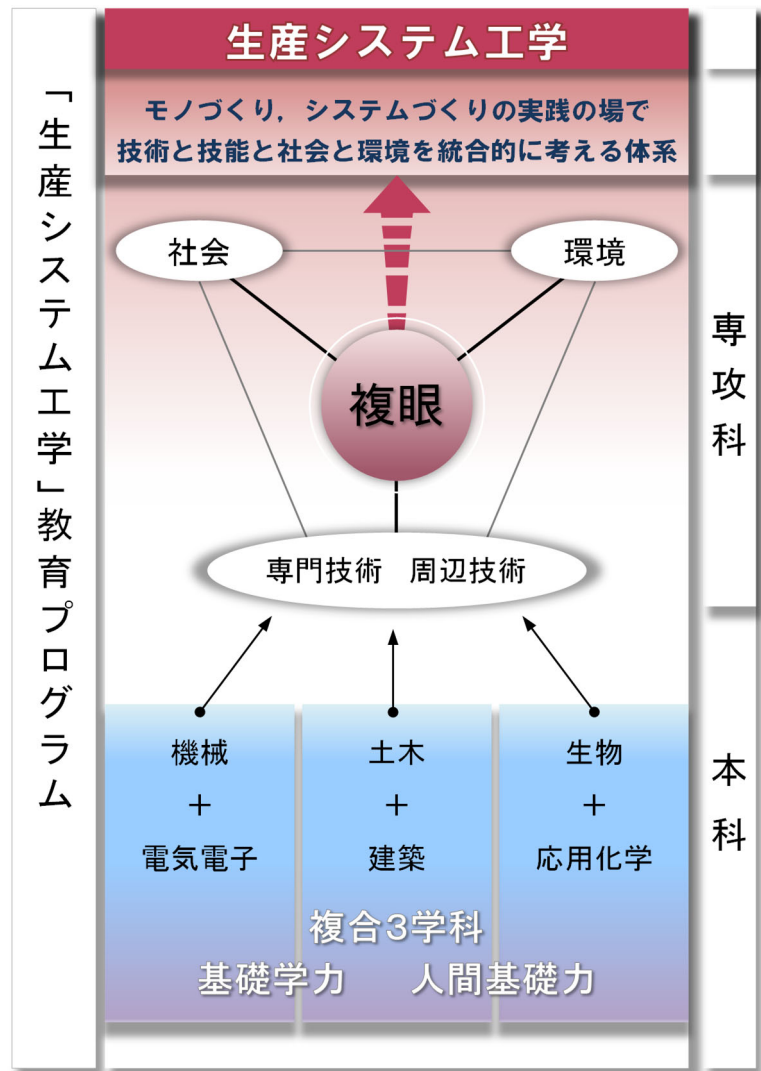 生産システム工学
モノづくり，システムづくりの実践の場で
技術と技能と社会と環境を統合的に考える体系
「生産システム工学」教育プログラム
社会
環境
複眼
専門技術　周辺技術
専攻科
機械
＋
電気電子
土木
＋
建築
生物
＋
応用化学
複合3学科
基礎学力　人間基礎力
本科